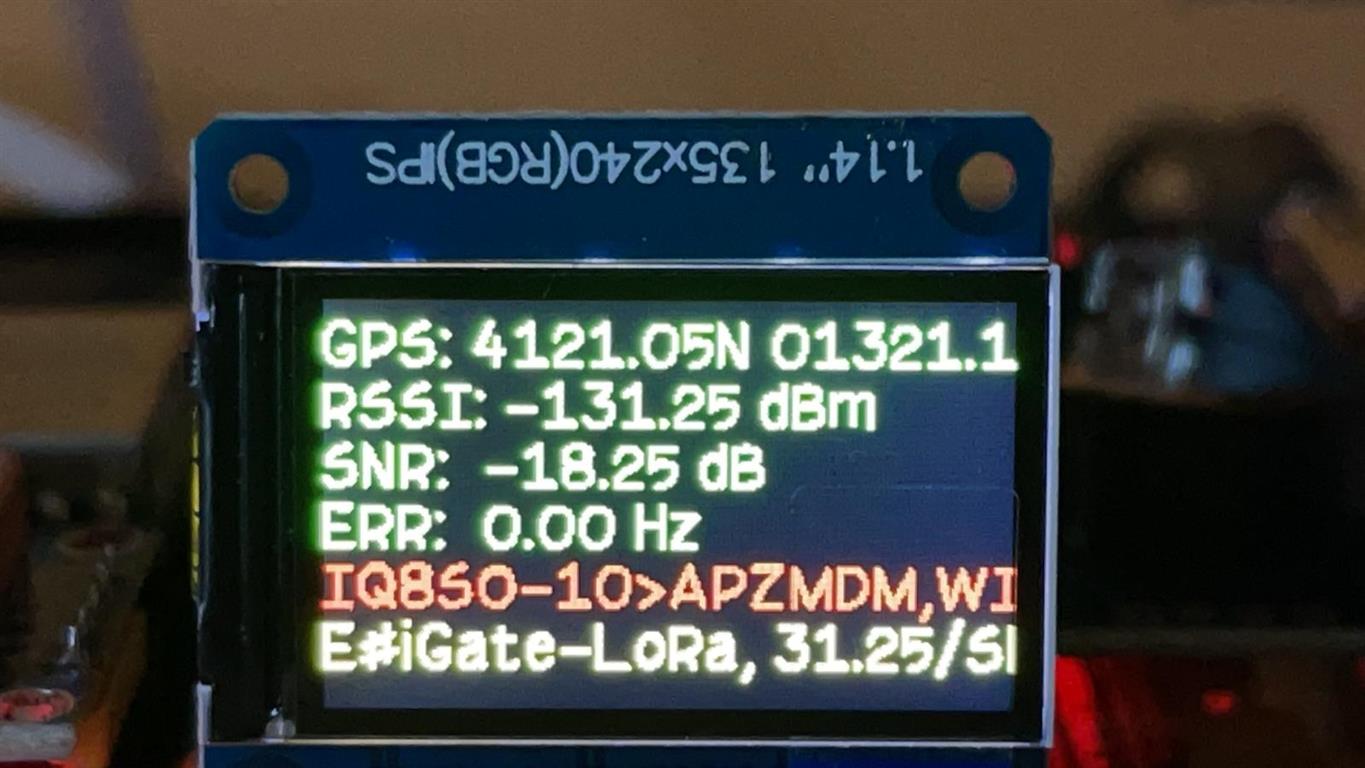 1.14" 135x240(RGB)IPS
GPS: 4121.05N 01321.1
RSSI: -131.25 dBm
SNR: -18.25 dB
ERR: 0.00 Hz
IQ8SO-10>APZMDM,WI
E#iGate-LoRa, 31.25/S